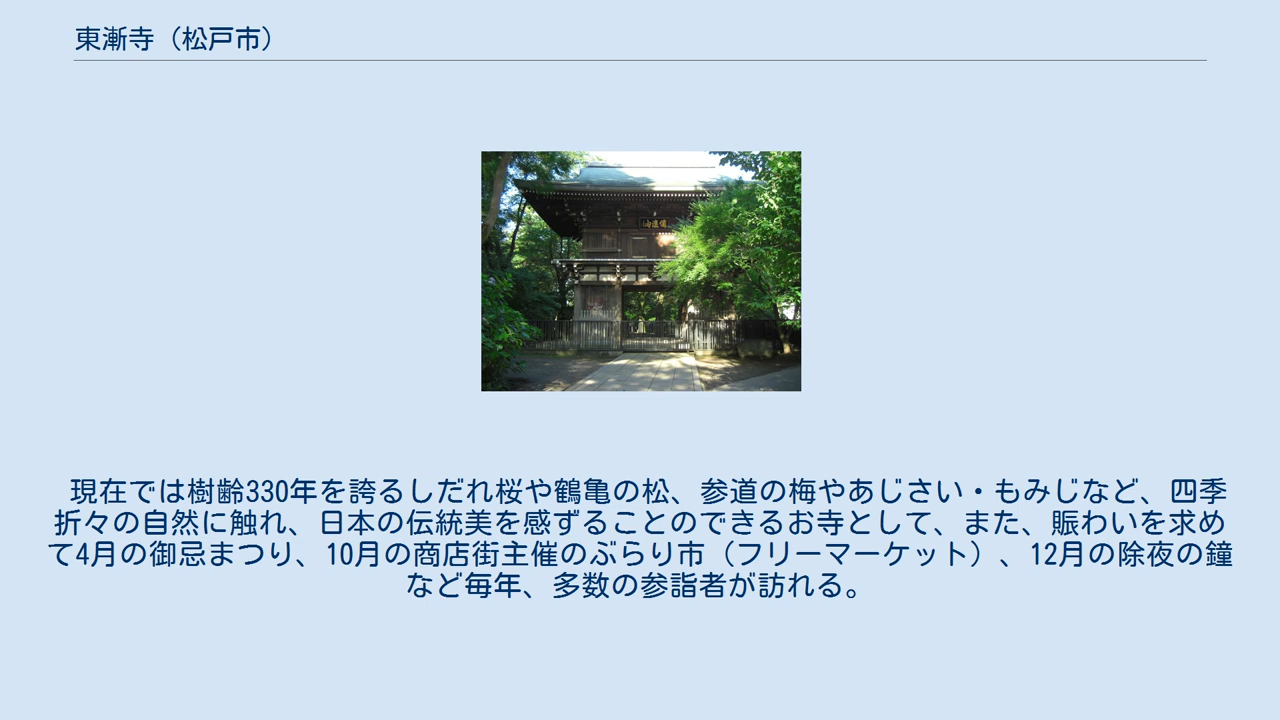 東漸寺（松戸市）
現在では樹齢330年を誇るしだれ桜や鶴亀の松、参道の梅やあじさい・もみじなど、四季
折々の自然に触れ、日本の伝統美を感ずることのできるお寺として、また、賑わいを求め
て4月の御忌まつり、10月の商店街主催のぶらり市（フリーマーケット）、12月の除夜の鐘
など毎年、多数の参詣者が訪れる。